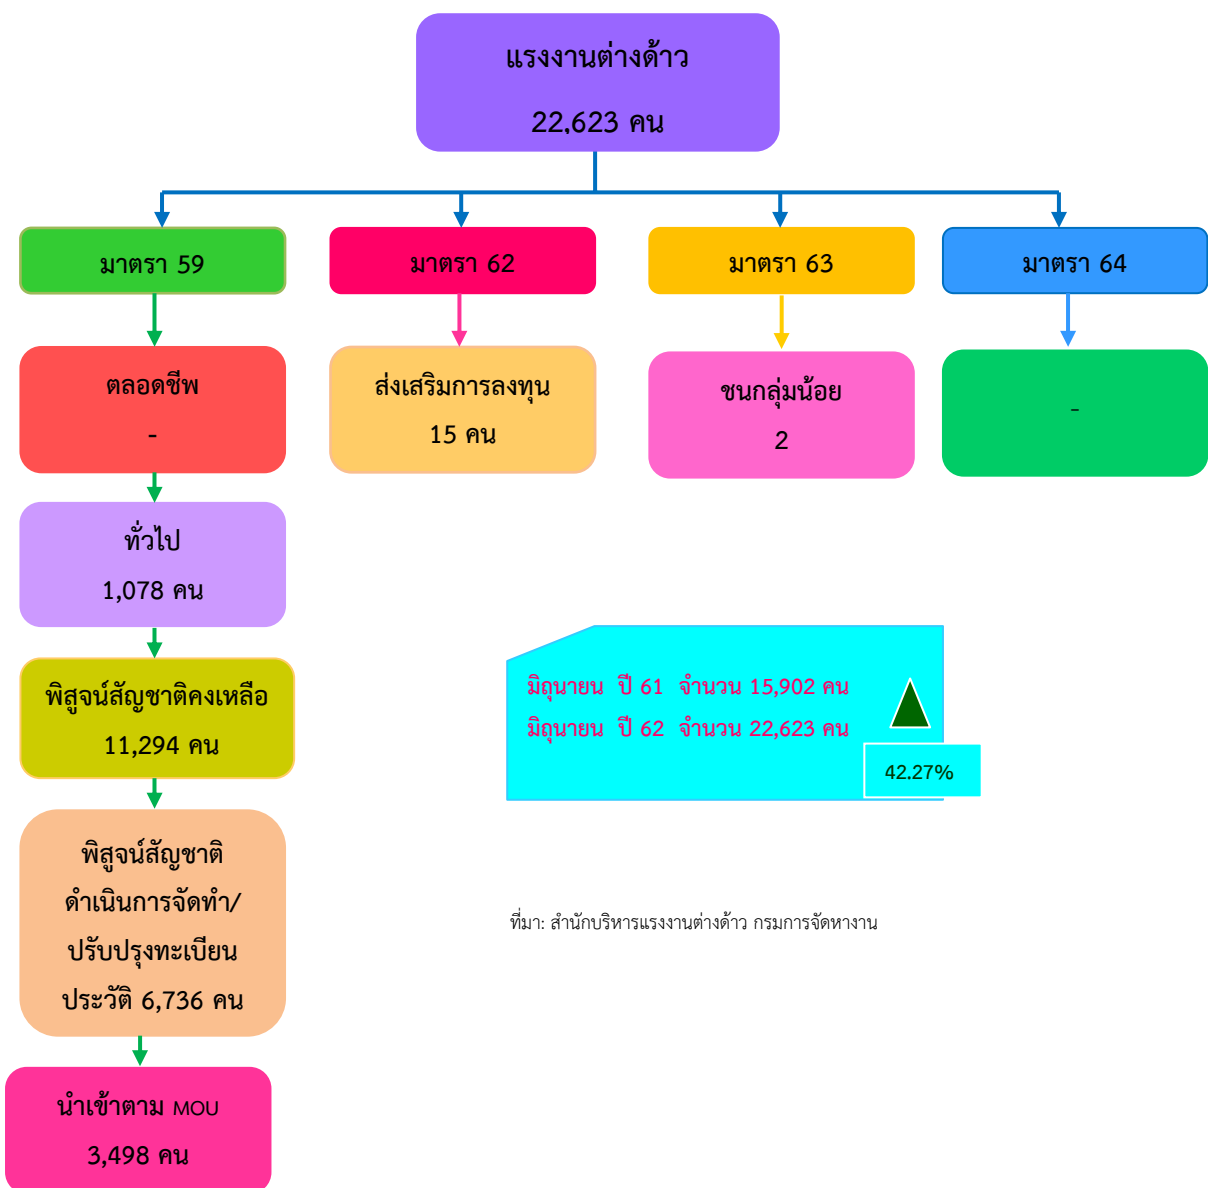 แรงงานต่างด้าว
22,623 คน
มาตรา 59
มาตรา 62
มาตรา 63
มาตรา 64
ตลอดชีพ
-
ส่งเสริมการลงทุน
15 คน
ชนกลุ่มน้อย
2
-
ทั่วไป
1,078 คน
พิสูจน์สัญชาติคงเหลือ
11,294 คน
มิถุนายน ปี 61 จำนวน 15,902 คน
มิถุนายน ปี 62 จำนวน 22,623 คน
42.27%
พิสูจน์สัญชาติ
ดำเนินการจัดทำ/
ปรับปรุงทะเบียน
ประวัติ 6,736 คน
ที่มา: สำนักบริหารแรงงานต่างด้าว กรมการจัดหางาน
นำเข้าตาม MOU
3,498 คน